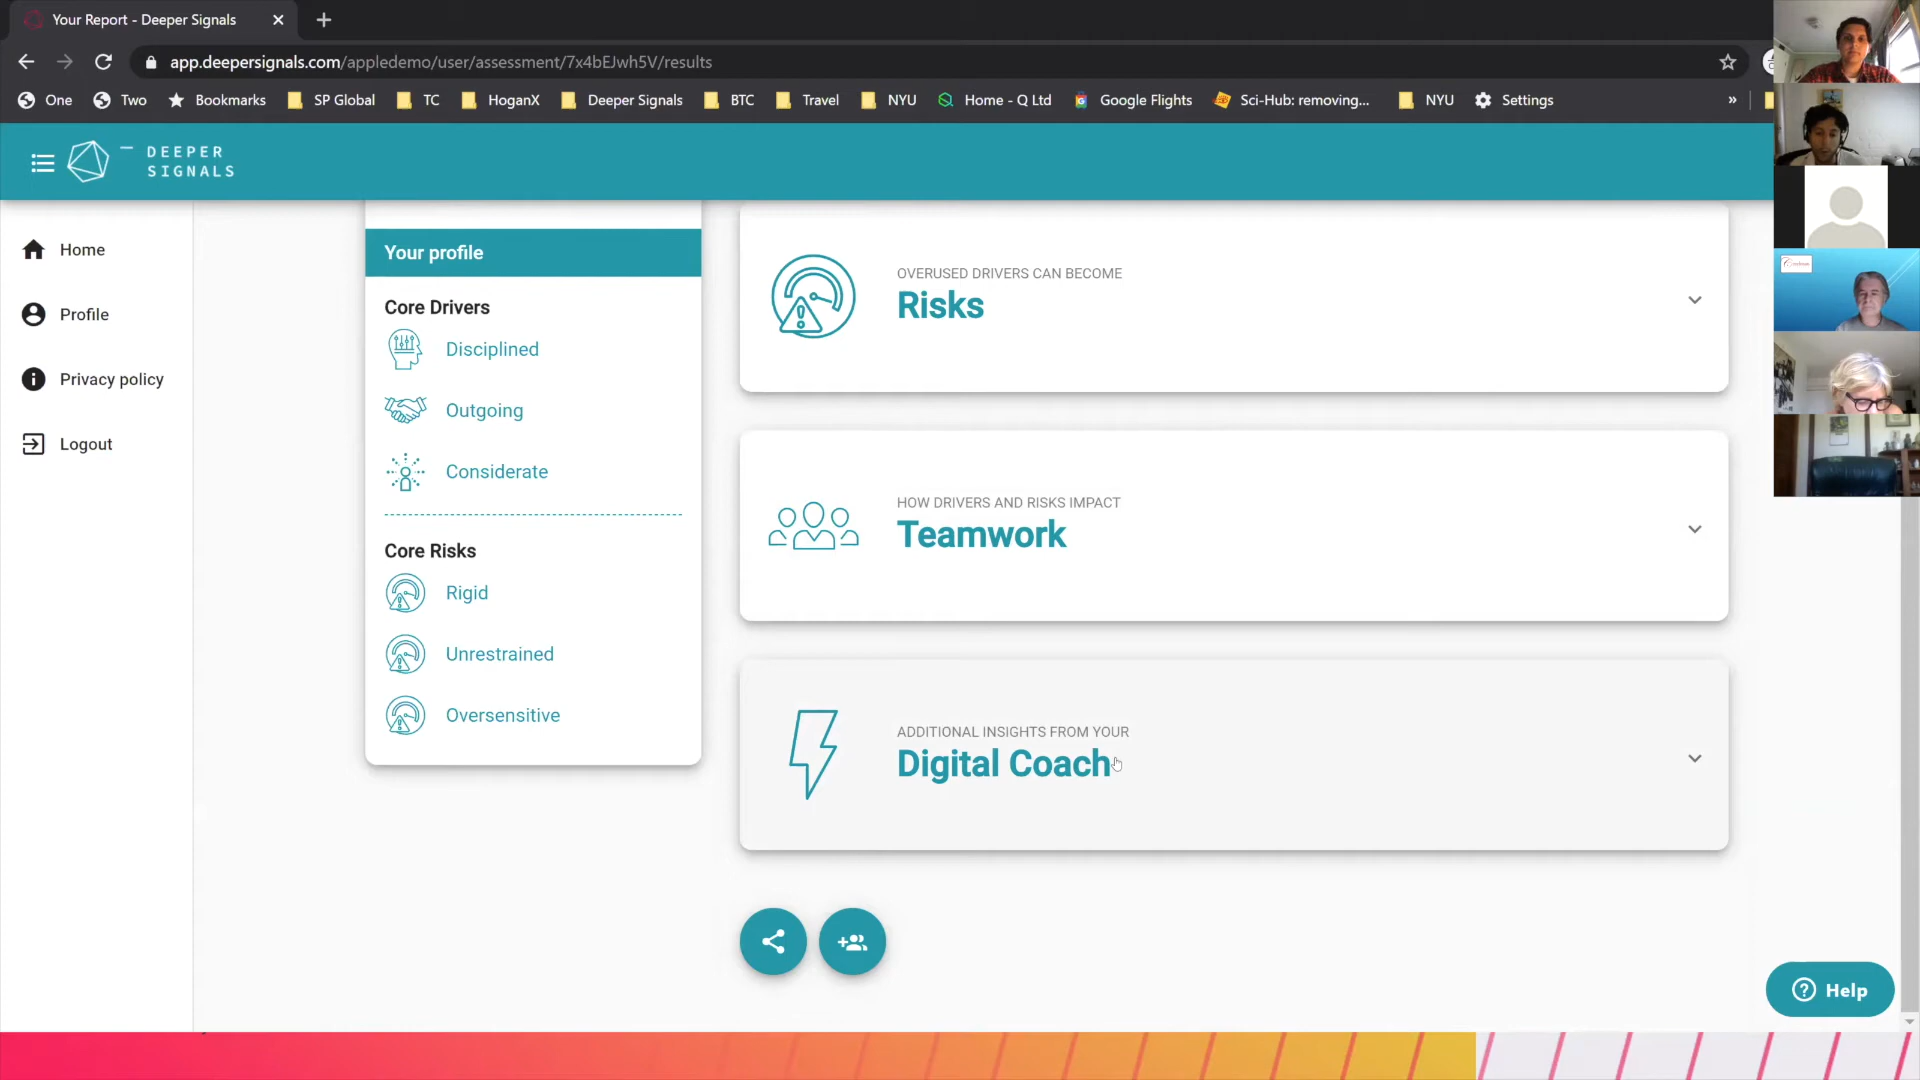 Your Report - Deeper Signals
app.deepersignals.com/appledemo/user/assessment/7x4bEJwh5V/results
One Two Bookmarks SP Global TC HoganX Deeper Signals BTC Travel NYU Home - Q Ltd Google Flights Sci-Hub: removing... NYU Settings »
DEEPER
SIGNALS
Home
Profile
Privacy policy
Logout
Your profile
Core Drivers
Disciplined
Outgoing
Considerate
Core Risks
Rigid
Unrestrained
Oversensitive
OVERUSED DRIVERS CAN BECOME
Risks
HOW DRIVERS AND RISKS IMPACT
Teamwork
ADDITIONAL INSIGHTS FROM YOUR
Digital Coach
Help